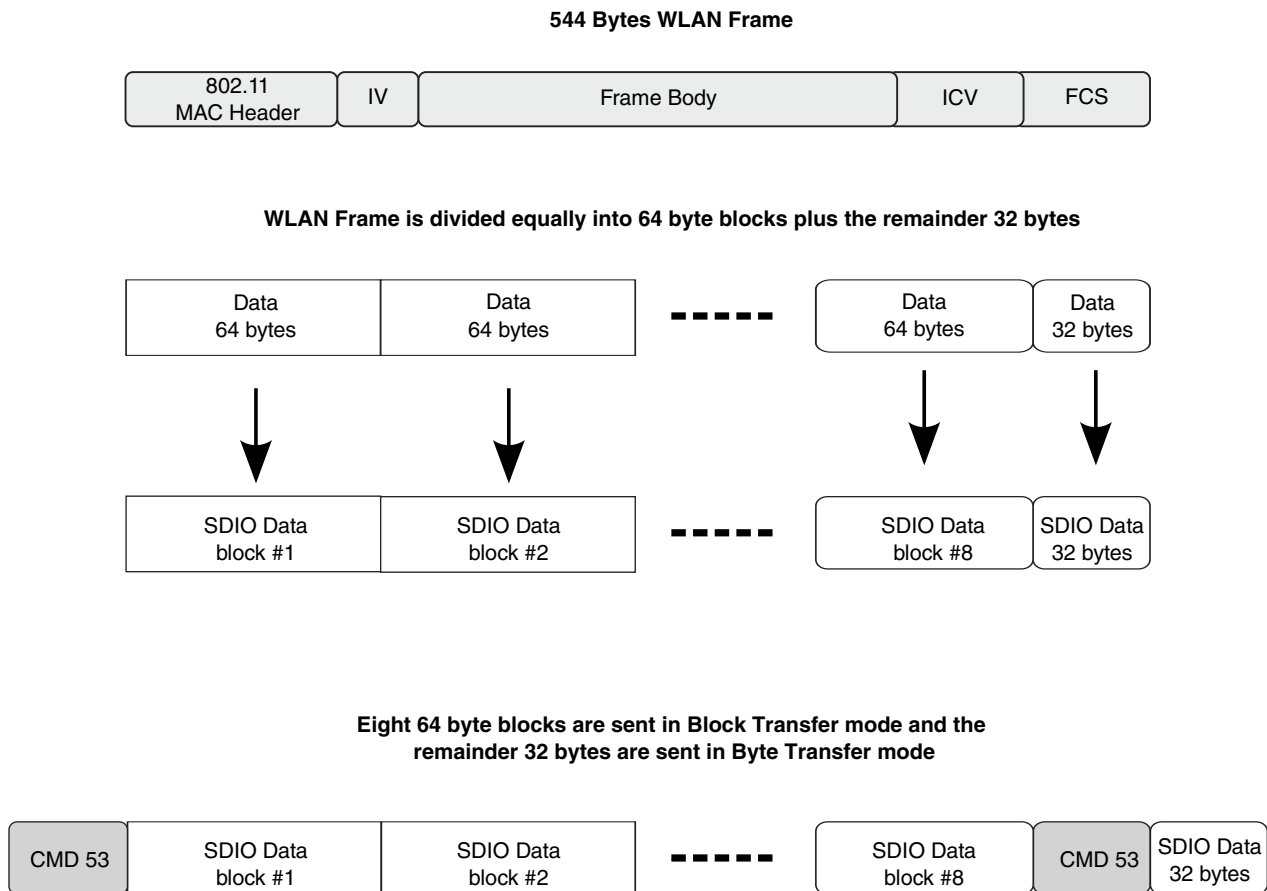 544 Bytes WLAN Frame
802.11
MAC Header
IV
Frame Body
ICV
FCS
WLAN Frame is divided equally into 64 byte blocks plus the remainder 32 bytes
Data
64 bytes
Data
64 bytes
Data
64 bytes
Data
32 bytes
SDIO Data
block #1
SDIO Data
block #2
SDIO Data
block #8
SDIO Data
32 bytes
Eight 64 byte blocks are sent in Block Transfer mode and the
remainder 32 bytes are sent in Byte Transfer mode
CMD 53
SDIO Data
block #1
SDIO Data
block #2
SDIO Data
block #8
CMD 53
SDIO Data
32 bytes